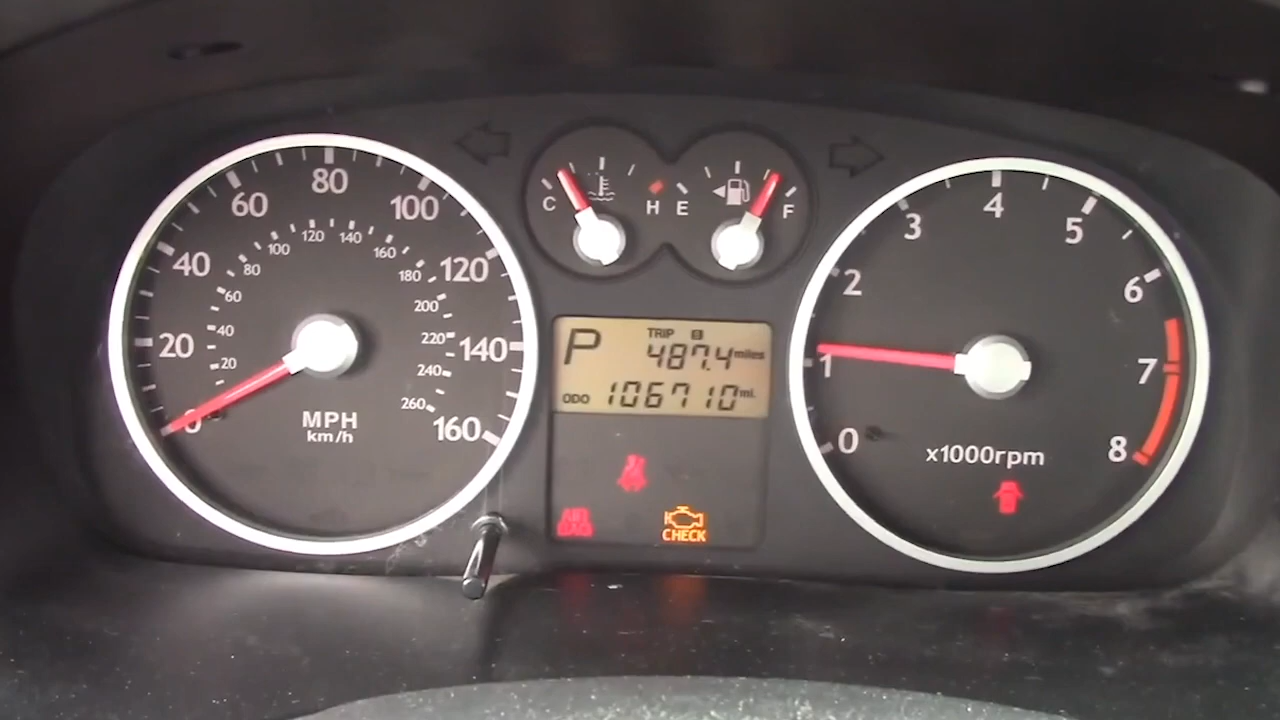 0 20 40 60 80 100 120 140 160
20 40 60 80 100 120 140 160 180 200 220 240 260
MPH
km/h
C H
E F
P
TRIP B
487.4 miles
ODO 106710 mi.
AIR
BAG
CHECK
0 1 2 3 4 5 6 7 8
x1000rpm